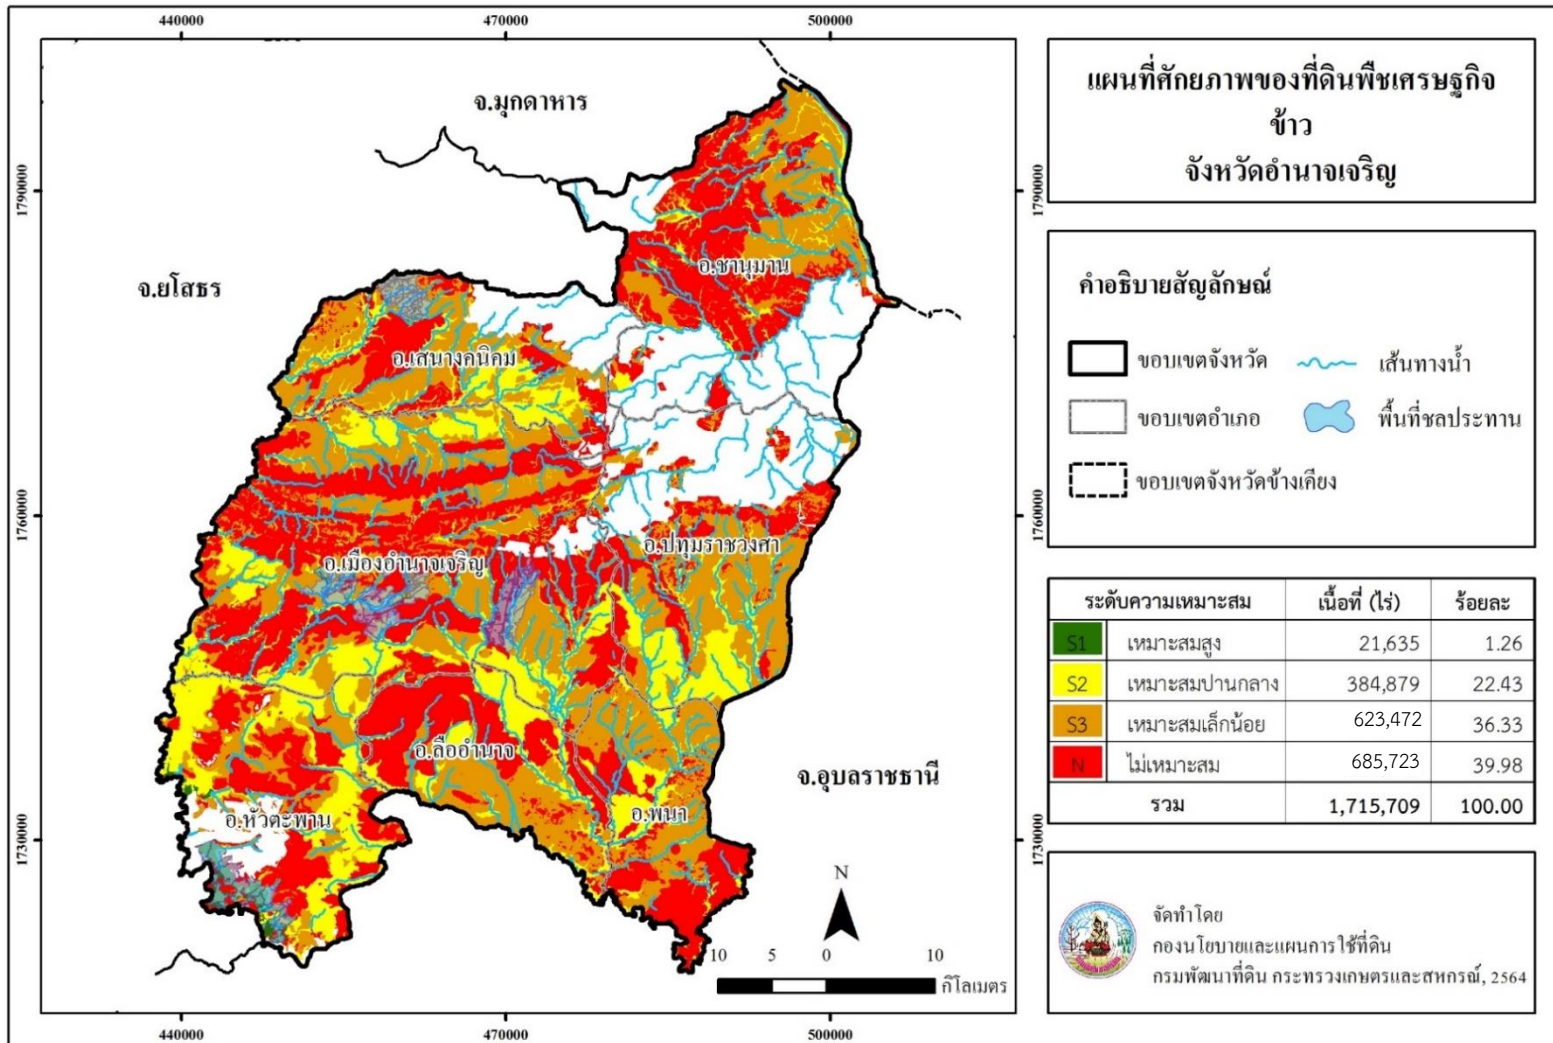 440000 470000 500000
จ.มุกดาหาร
1790000 1790000
อ.ชานุมาน
จ.ยโสธร
อ.เสนางคนิคม
1760000 1760000
อ.ปทุมราชวงศา
อ.เมืองอำนาจเจริญ
อ.ลืออำนาจ
จ.อุบลราชธานี
อ.พนา
อ.หัวตะพาน
1730000 1730000
N
10 5 0 10
กิโลเมตร
440000 470000 500000
แผนที่ศักยภาพของที่ดินพืชเศรษฐกิจ
ข้าว
จังหวัดอำนาจเจริญ
คำอธิบายสัญลักษณ์
ขอบเขตจังหวัด เส้นทางน้ำ
ขอบเขตอำเภอ พื้นที่ชลประทาน
ขอบเขตจังหวัดข้างเคียง
ระดับความเหมาะสม เนื้อที่ (ไร่) ร้อยละ
S1 เหมาะสมสูง 21,635 1.26
S2 เหมาะสมปานกลาง 384,879 22.43
S3 เหมาะสมเล็กน้อย 623,472 36.33
N ไม่เหมาะสม 685,723 39.98
รวม 1,715,709 100.00
จัดทำโดย
กองนโยบายและแผนการใช้ที่ดิน
กรมพัฒนาที่ดิน กระทรวงเกษตรและสหกรณ์, 2564